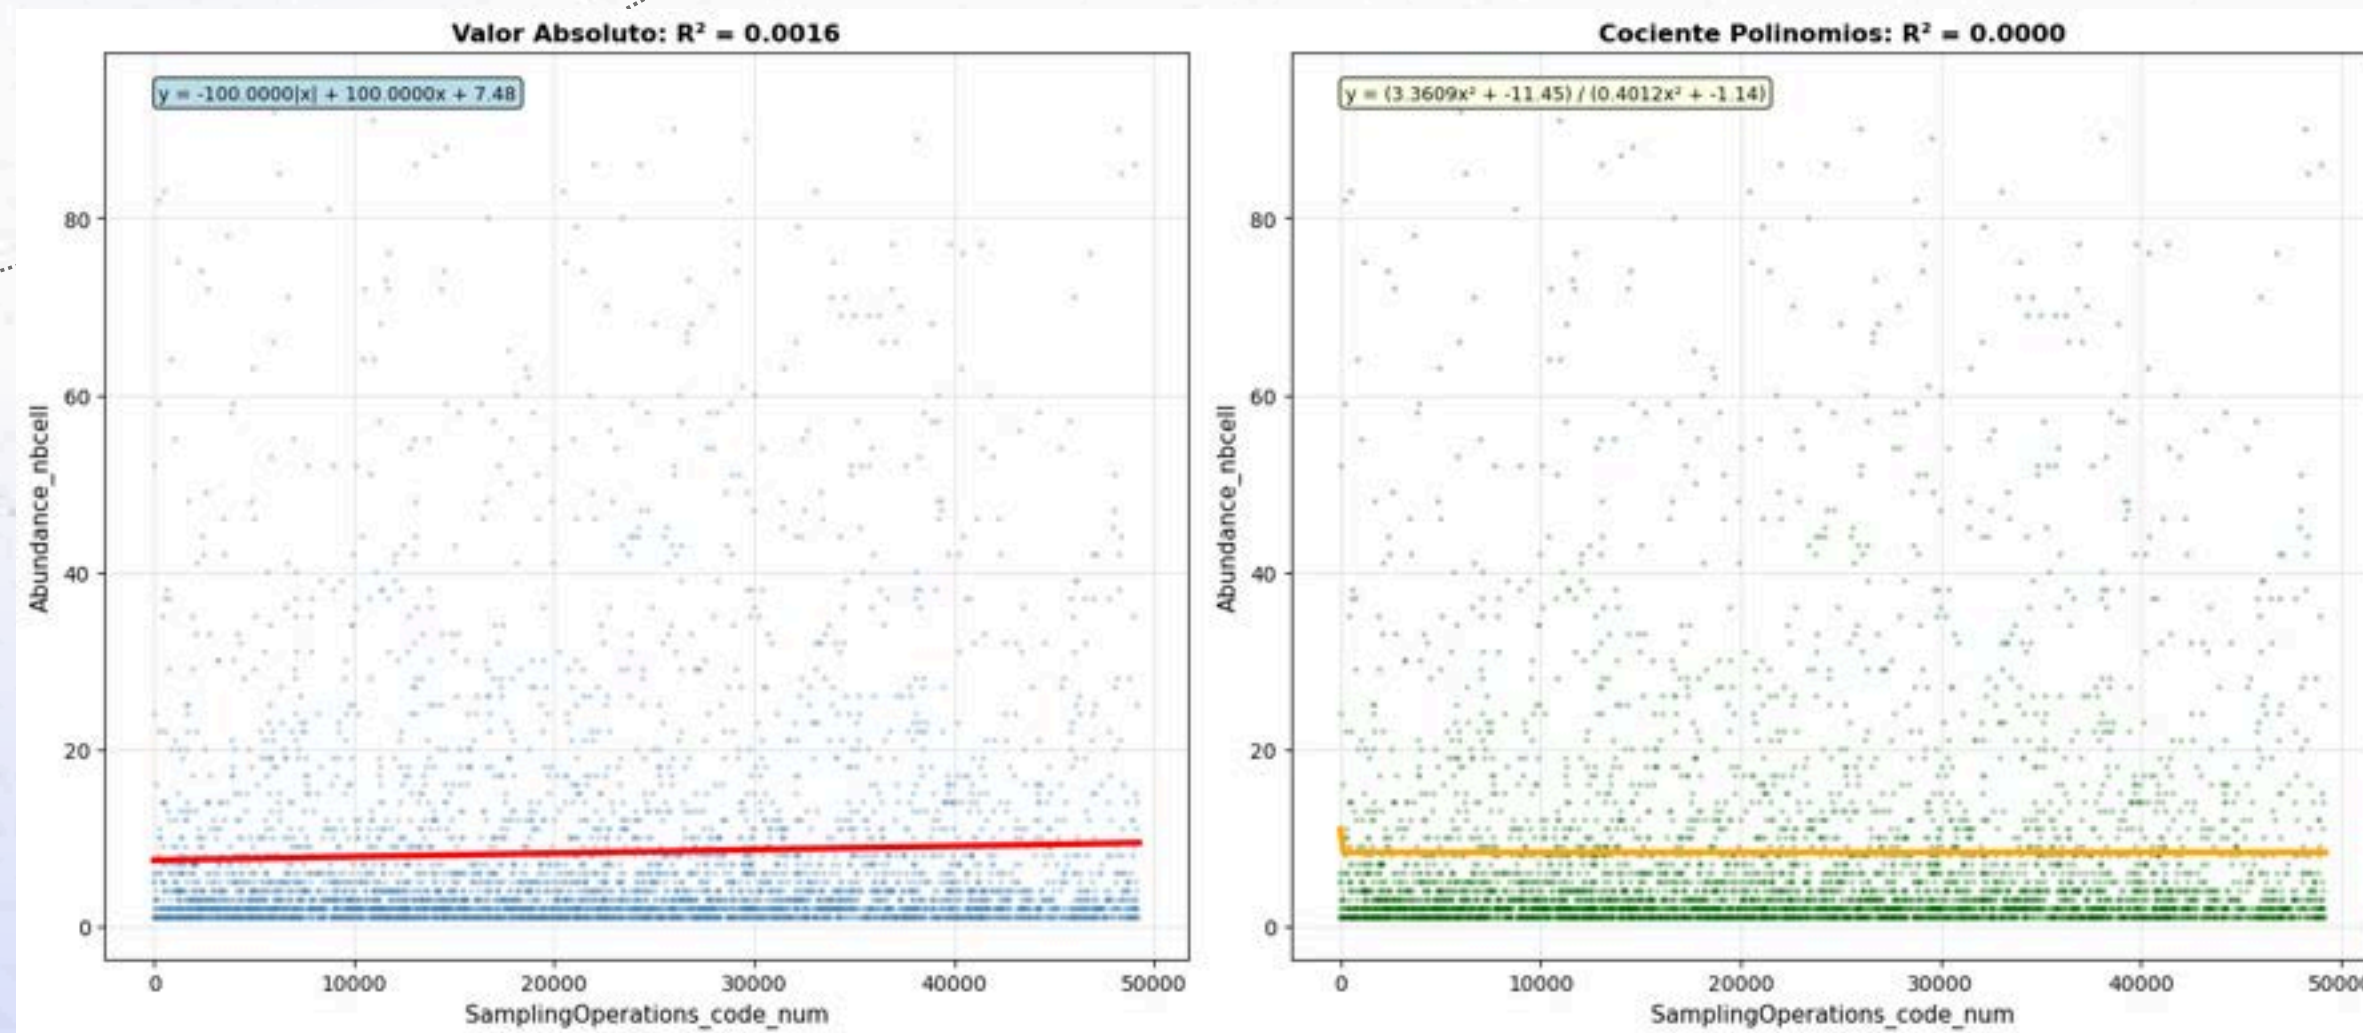 Valor Absoluto: R² = 0.0016
y = -100.0000|x| + 100.0000x + 7.48
80
60
40
20
0
Abundance_nbcell
0 10000 20000 30000 40000 50000
SamplingOperations_code_num
Cociente Polinomios: R² = 0.0000
y = (3.3609x² + -11.45) / (0.4012x² + -1.14)
80
60
40
20
0
Abundance_nbcell
0 10000 20000 30000 40000 5000
SamplingOperations_code_num